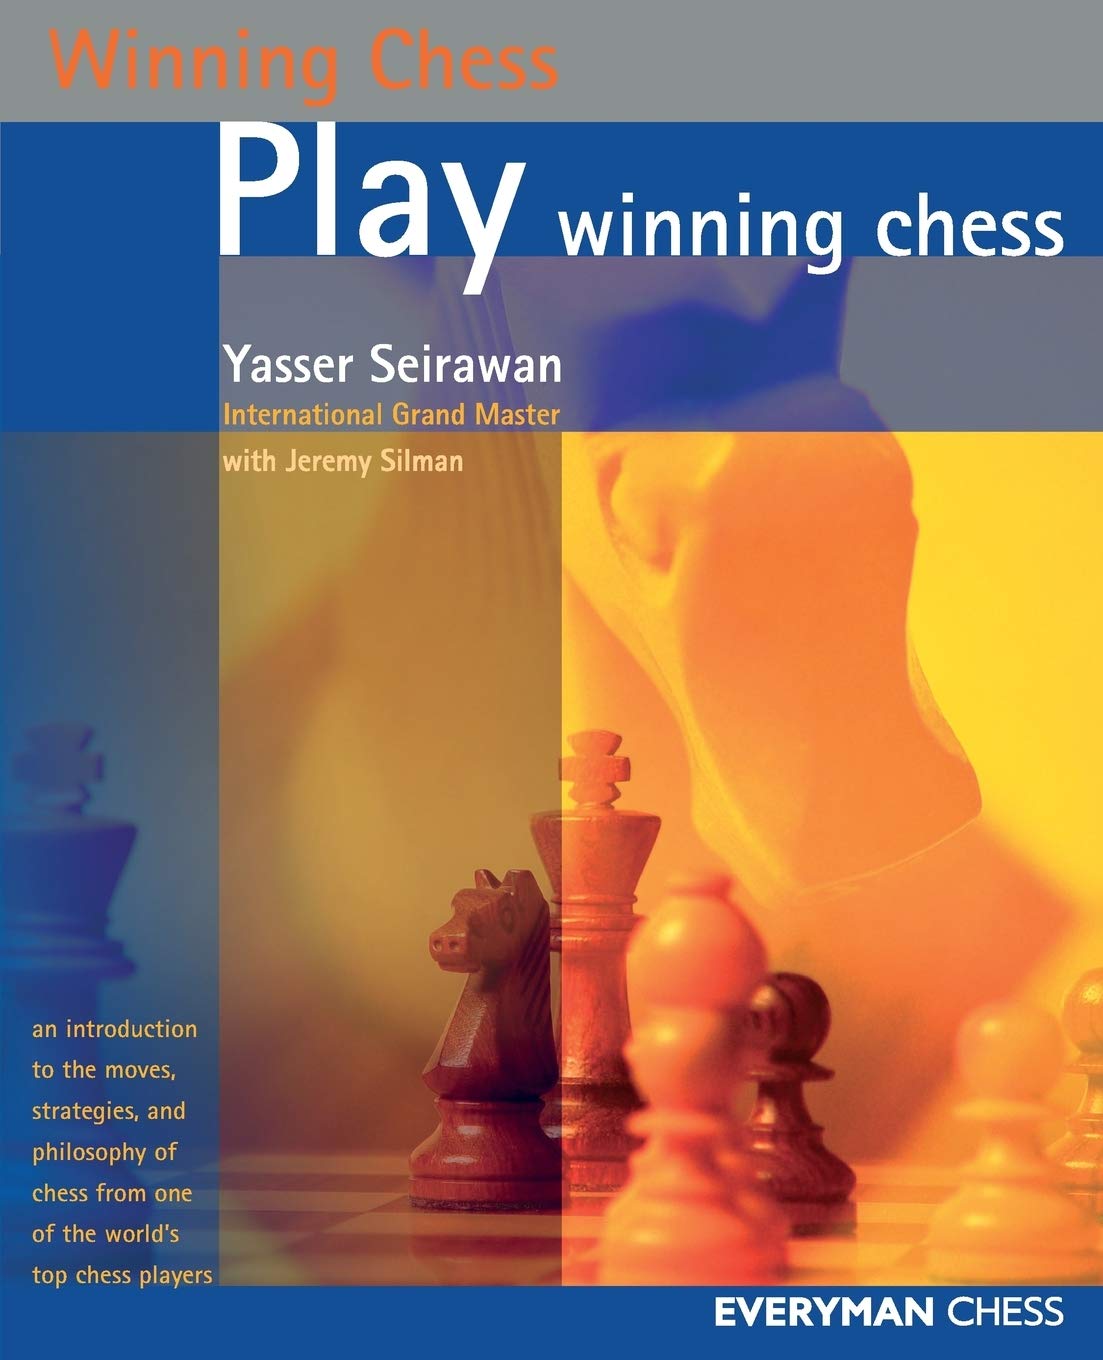 Winning Chess
Play winning chess
Yasser Seirawan
International Grand Master
with Jeremy Silman
an introduction
to the moves,
strategies, and
philosophy of
chess from one
of the world's
top chess players
EVERYMAN CHESS